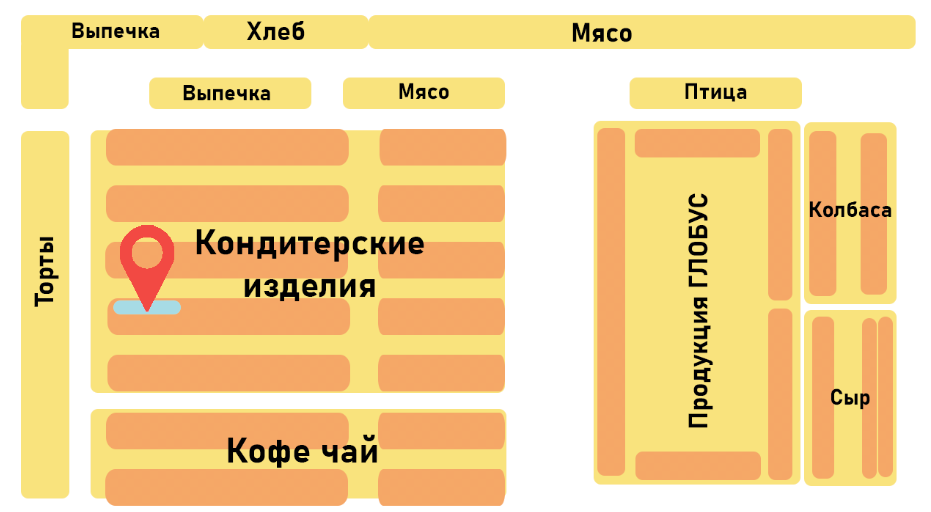 Выпечка
Хлеб
Мясо
Выпечка
Мясо
Птица
Торты
Кондитерские
изделия
Продукция ГЛОБУС
Колбаса
Сыр
Кофе чай